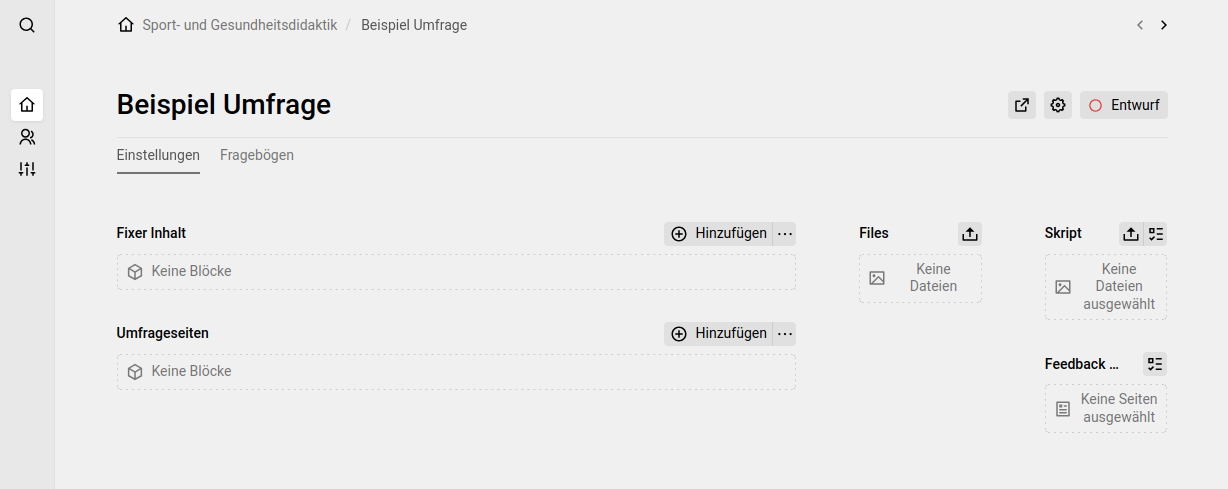 Sport- und Gesundheitsdidaktik / Beispiel Umfrage
Beispiel Umfrage
Entwurf
Einstellungen Fragebögen
Fixer Inhalt
Hinzufügen ...
Keine Blöcke
Umfrageseiten
Hinzufügen ...
Keine Blöcke
Files
Keine
Dateien
Skript
Keine
Dateien
ausgewählt
Feedback ...
Keine Seiten
ausgewählt